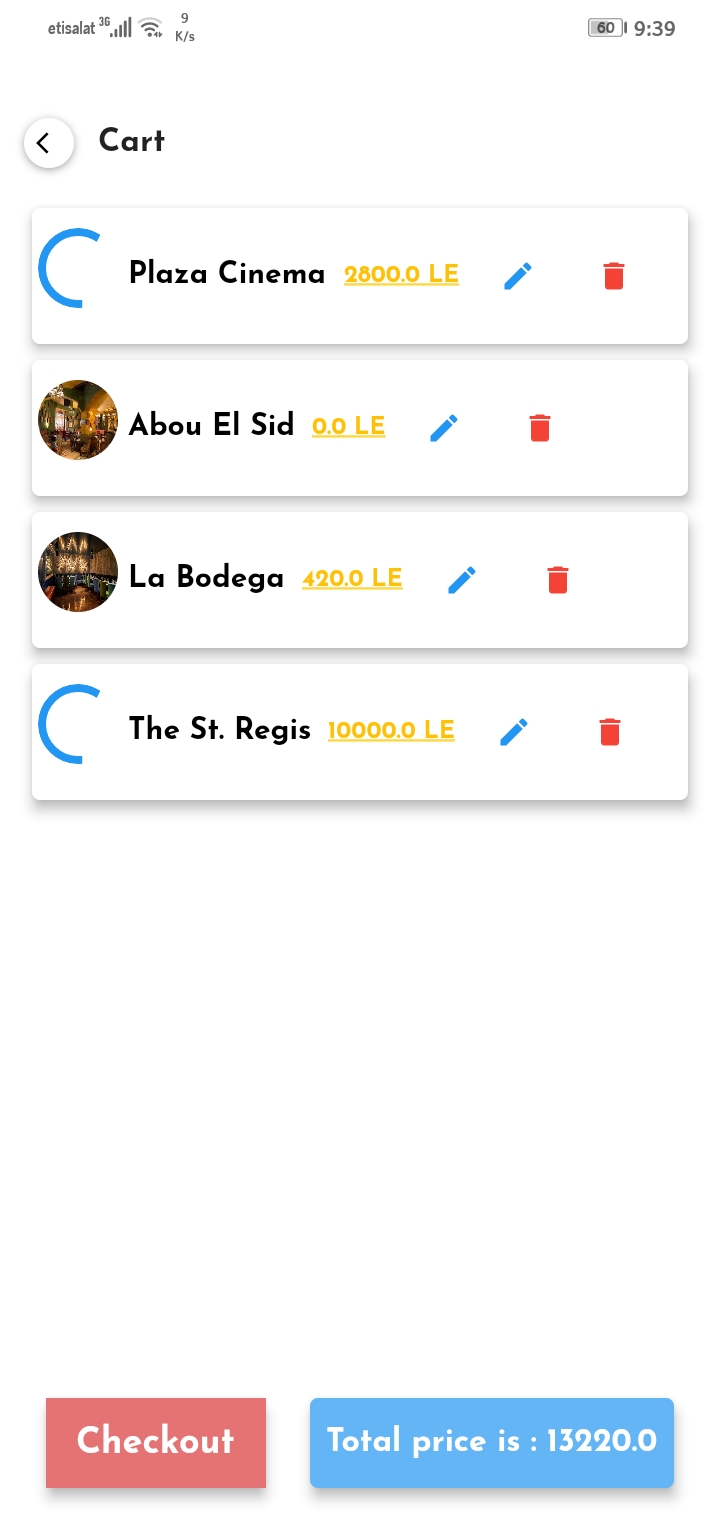 etisalat 3G 9 K/s 60 9:39
Cart
Plaza Cinema 2800.0 LE
Abou El Sid 0.0 LE
La Bodega 420.0 LE
The St. Regis 10000.0 LE
Checkout Total price is : 13220.0